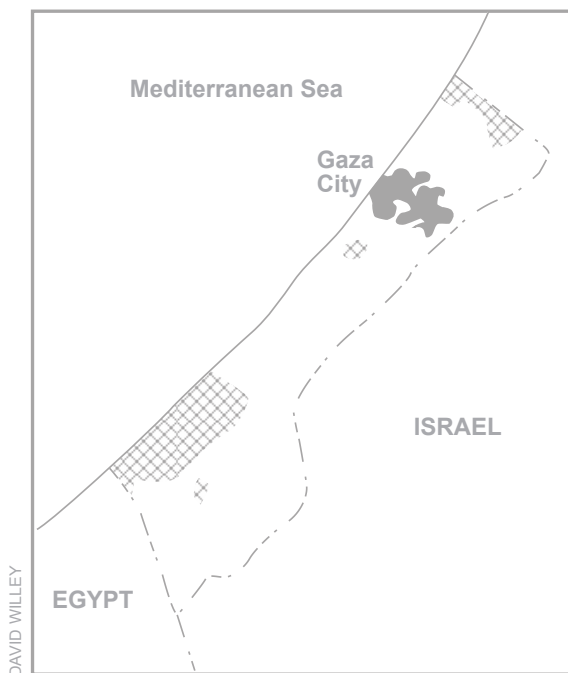 Mediterranean Sea
Gaza
City
ISRAEL
EGYPT
DAVID WILLEY